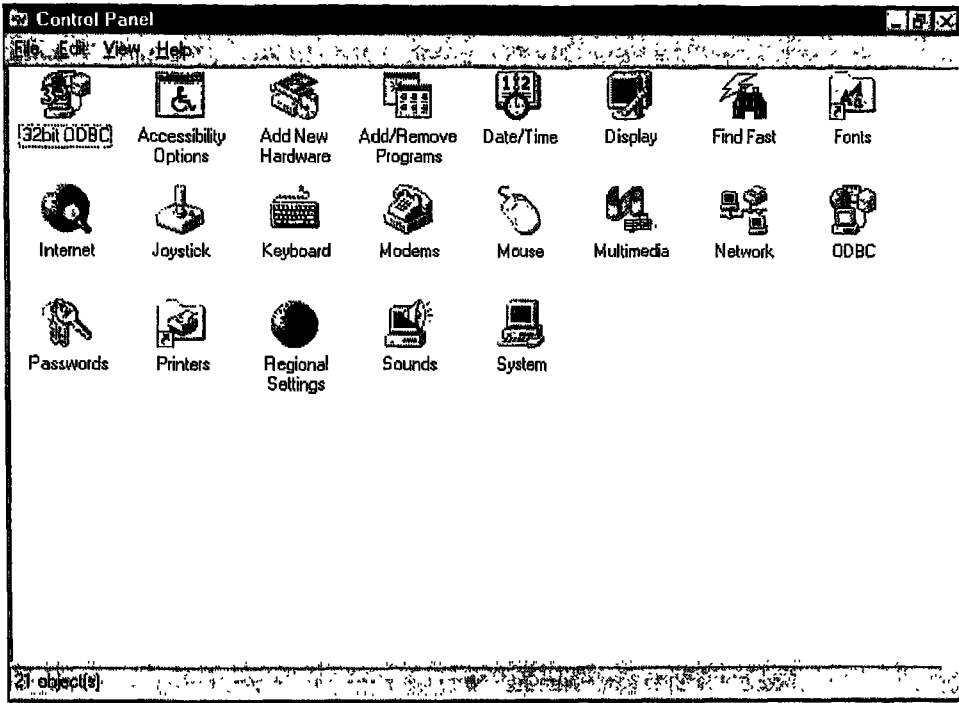 Control Panel
File Edit View Help
32bit ODBC Accessibility Options Add New Hardware Add/Remove Programs Date/Time Display Find Fast Fonts
Internet Joystick Keyboard Modems Mouse Multimedia Network ODBC
Passwords Printers Regional Settings Sounds System
21 object(s)